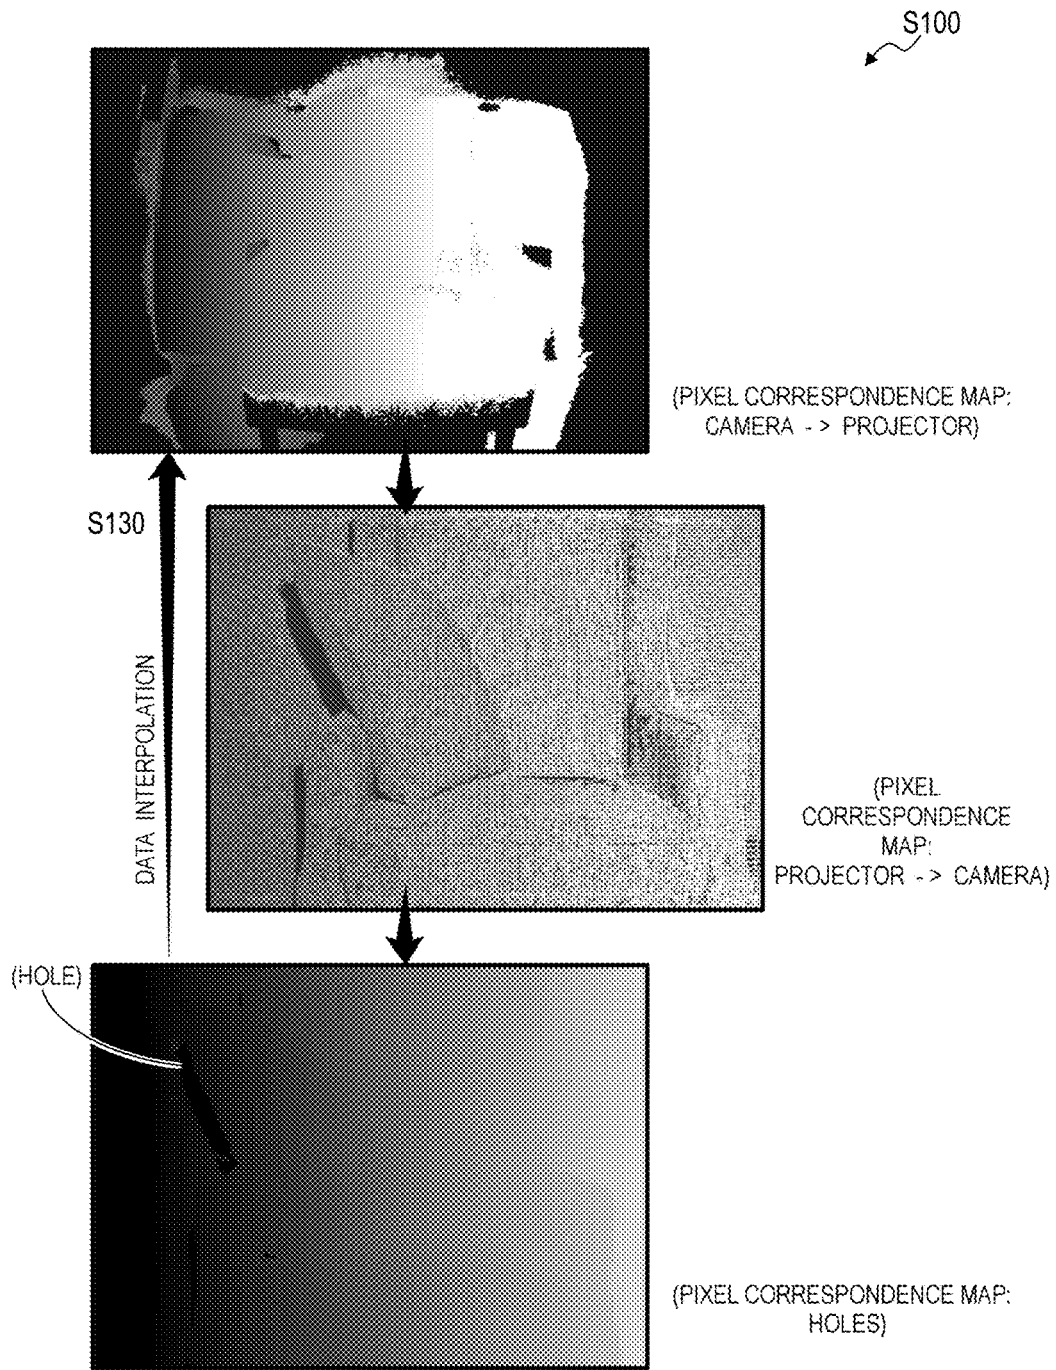 S100
(PIXEL CORRESPONDENCE MAP:
CAMERA - > PROJECTOR)
S130
DATA INTERPOLATION
(PIXEL
CORRESPONDENCE
MAP:
PROJECTOR - > CAMERA)
(HOLE)
(PIXEL CORRESPONDENCE MAP:
HOLES)